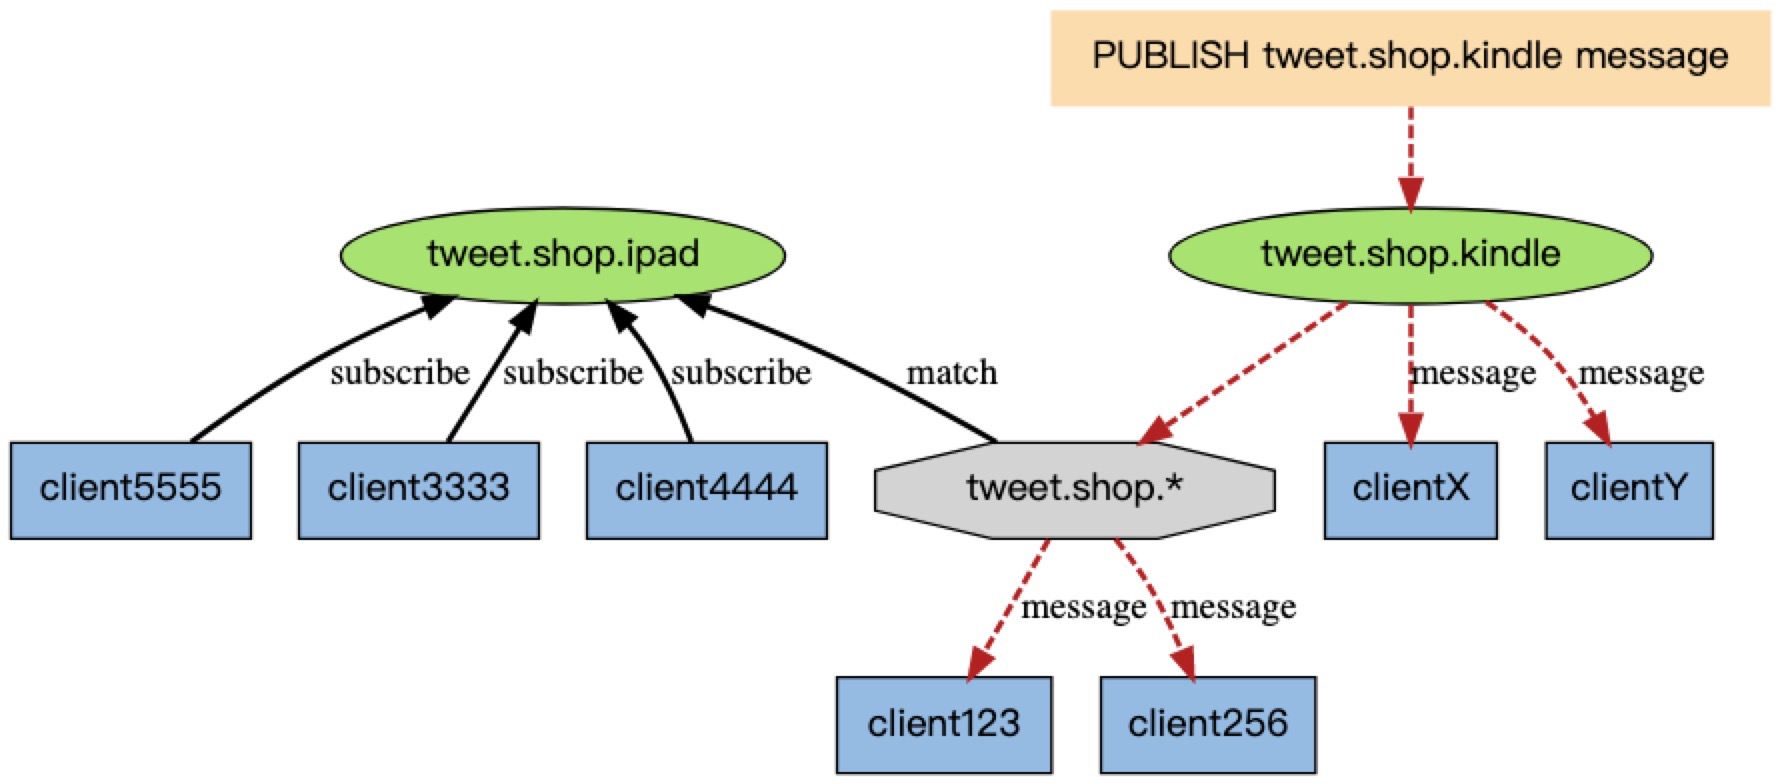 PUBLISH tweet.shop.kindle message
tweet.shop.ipad
tweet.shop.kindle
subscribe
subscribe
subscribe
match
message
message
client5555
client3333
client4444
tweet.shop.*
clientX
clientY
message
message
client123
client256